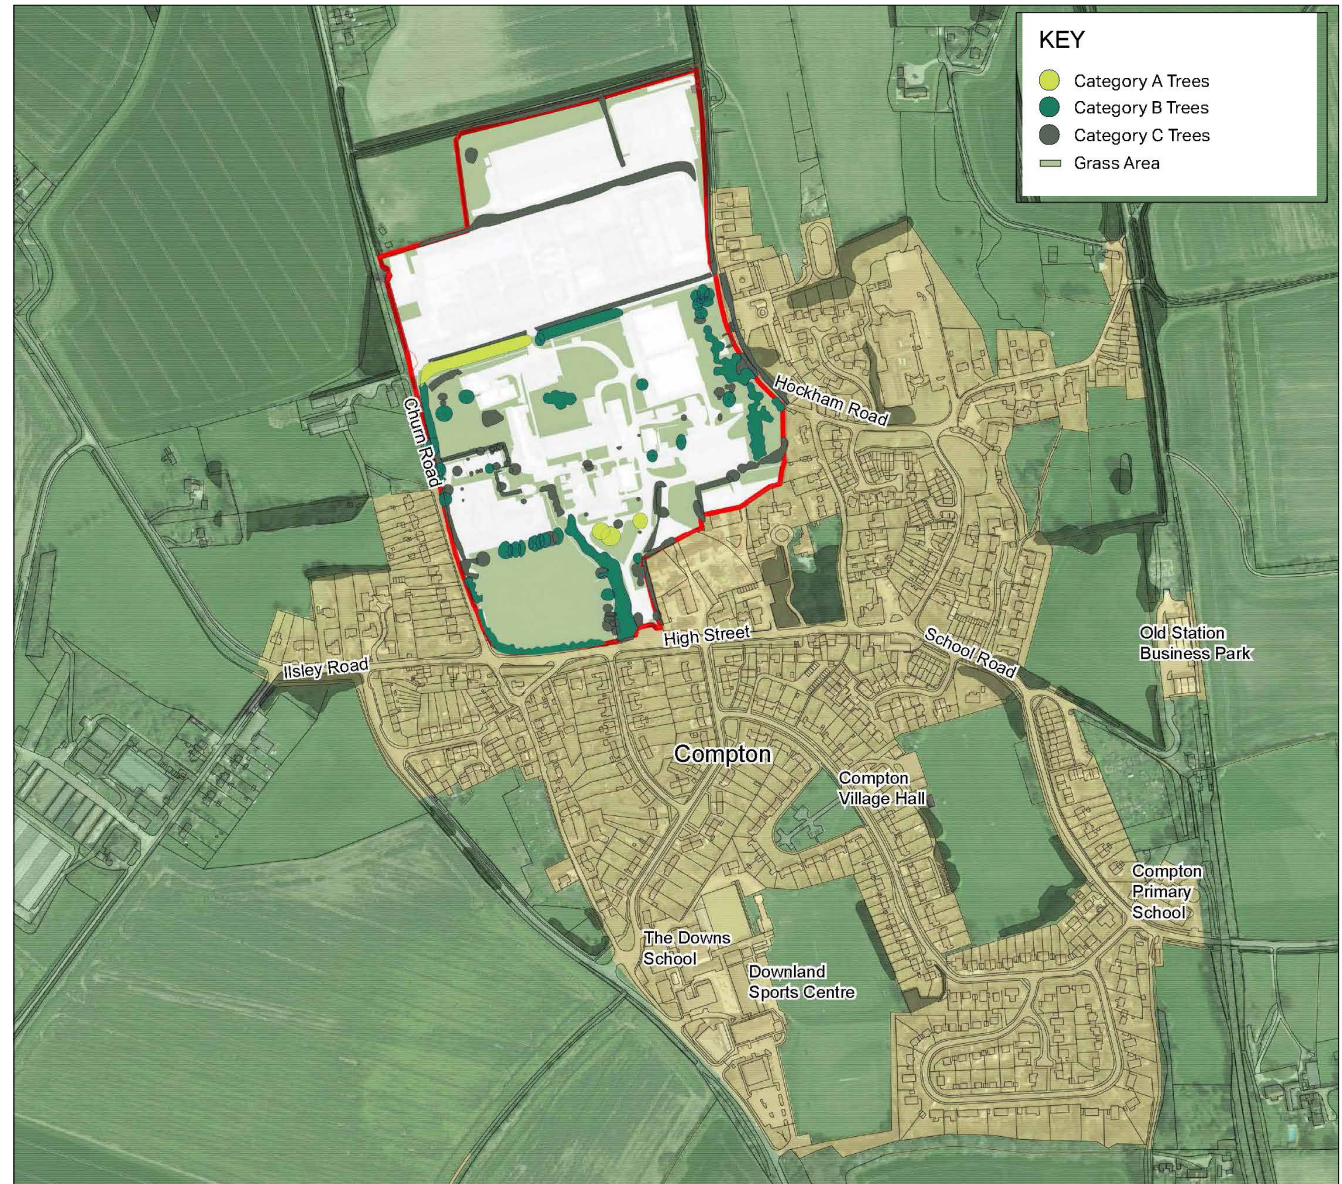 KEY
Category A Trees
Category B Trees
Category C Trees
Grass Area
Hockham Road
Churn Road
High Street
School Road
Old Station
Business Park
Ilsley Road
Compton
Compton
Village Hall
Compton
Primary
School
The Downs
School
Downland
Sports Centre